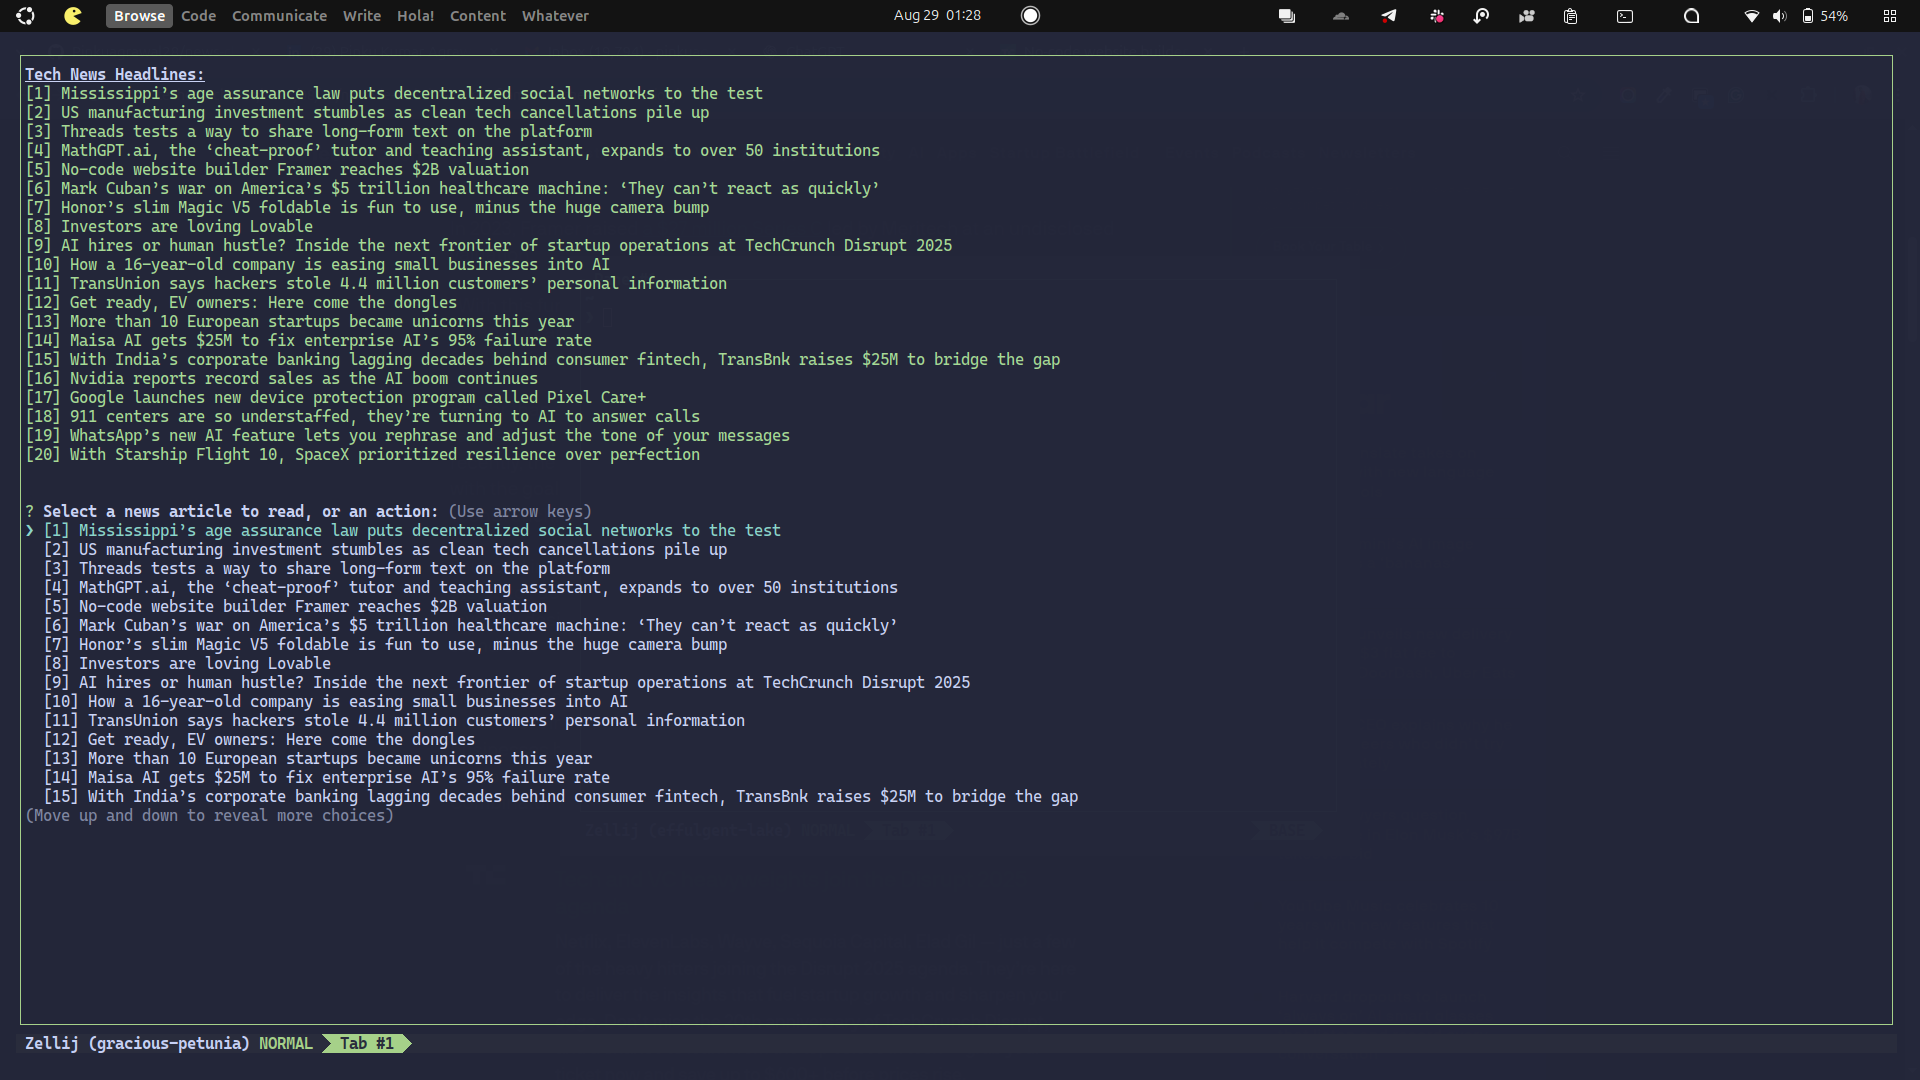 Browse Code Communicate Write Hola! Content Whatever Aug 29 01:28 54%
Tech News Headlines:
[1] Mississippi’s age assurance law puts decentralized social networks to the test
[2] US manufacturing investment stumbles as clean tech cancellations pile up
[3] Threads tests a way to share long-form text on the platform
[4] MathGPT.ai, the ‘cheat-proof’ tutor and teaching assistant, expands to over 50 institutions
[5] No-code website builder Framer reaches $2B valuation
[6] Mark Cuban’s war on America’s $5 trillion healthcare machine: ‘They can’t react as quickly’
[7] Honor’s slim Magic V5 foldable is fun to use, minus the huge camera bump
[8] Investors are loving Lovable
[9] AI hires or human hustle? Inside the next frontier of startup operations at TechCrunch Disrupt 2025
[10] How a 16-year-old company is easing small businesses into AI
[11] TransUnion says hackers stole 4.4 million customers’ personal information
[12] Get ready, EV owners: Here come the dongles
[13] More than 10 European startups became unicorns this year
[14] Maisa AI gets $25M to fix enterprise AI’s 95% failure rate
[15] With India’s corporate banking lagging decades behind consumer fintech, TransBnk raises $25M to bridge the gap
[16] Nvidia reports record sales as the AI boom continues
[17] Google launches new device protection program called Pixel Care+
[18] 911 centers are so understaffed, they’re turning to AI to answer calls
[19] WhatsApp’s new AI feature lets you rephrase and adjust the tone of your messages
[20] With Starship Flight 10, SpaceX prioritized resilience over perfection
? Select a news article to read, or an action: (Use arrow keys)
❯ [1] Mississippi’s age assurance law puts decentralized social networks to the test
[2] US manufacturing investment stumbles as clean tech cancellations pile up
[3] Threads tests a way to share long-form text on the platform
[4] MathGPT.ai, the ‘cheat-proof’ tutor and teaching assistant, expands to over 50 institutions
[5] No-code website builder Framer reaches $2B valuation
[6] Mark Cuban’s war on America’s $5 trillion healthcare machine: ‘They can’t react as quickly’
[7] Honor’s slim Magic V5 foldable is fun to use, minus the huge camera bump
[8] Investors are loving Lovable
[9] AI hires or human hustle? Inside the next frontier of startup operations at TechCrunch Disrupt 2025
[10] How a 16-year-old company is easing small businesses into AI
[11] TransUnion says hackers stole 4.4 million customers’ personal information
[12] Get ready, EV owners: Here come the dongles
[13] More than 10 European startups became unicorns this year
[14] Maisa AI gets $25M to fix enterprise AI’s 95% failure rate
[15] With India’s corporate banking lagging decades behind consumer fintech, TransBnk raises $25M to bridge the gap
(Move up and down to reveal more choices)
Zellij (gracious-petunia) NORMAL Tab #1